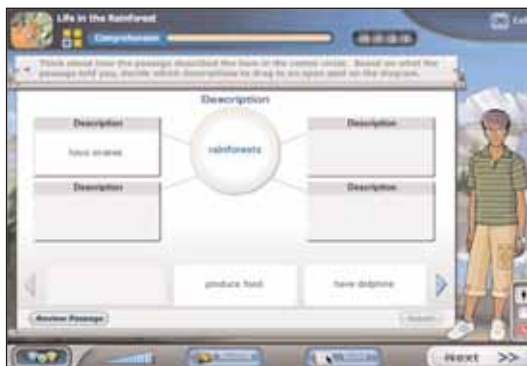 Life in the Rainforest
Comprehension
Think about how the passage described the item in the center circle. Based on what the
passage told you, decide which descriptions to drag to an open spot on the diagram.
Description
Description
have snakes
rainforests
Description
Description
Description
produce food
have dolphins
Review Passage
Next >>